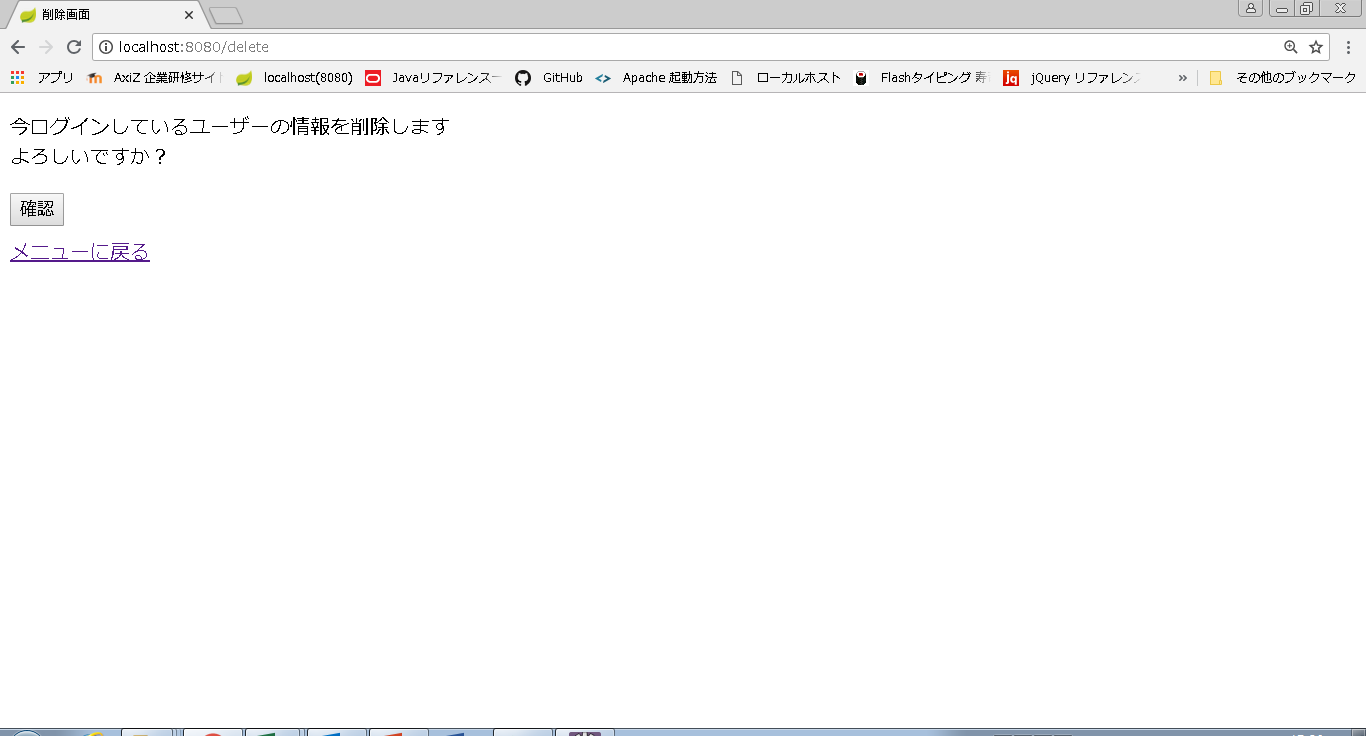 削除画面
localhost:8080/delete
アプリ AxiZ 企業研修サイ localhost(8080) Javaリファレンス GitHub Apache 起動方法 ローカルホスト Flashタイピング 寿 jQuery リファレン » その他のブックマーク
今ログインしているユーザーの情報を削除します
よろしいですか？
確認
メニューに戻る